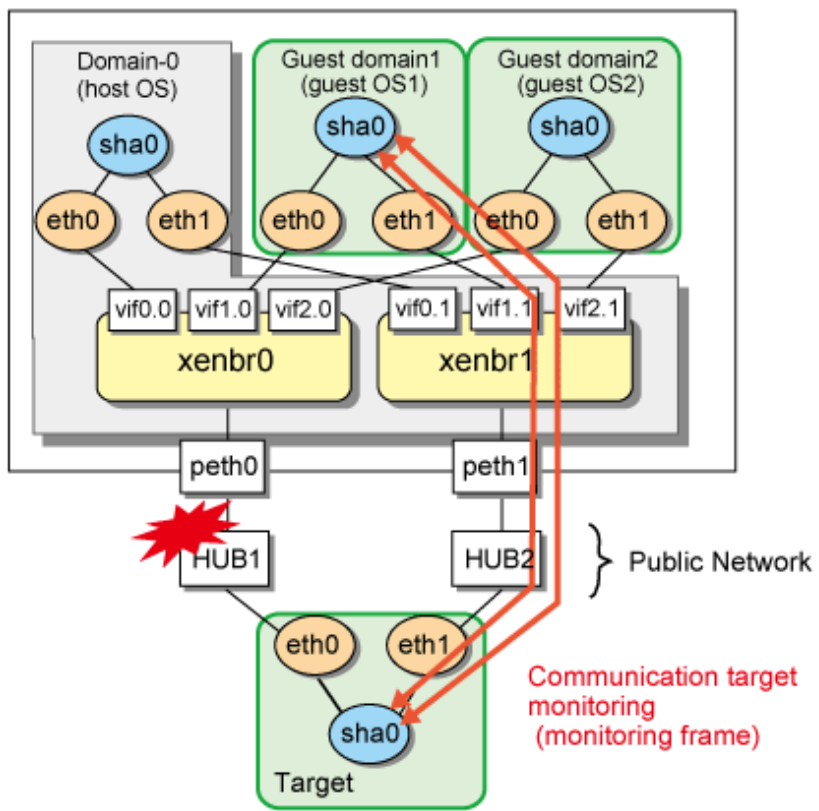 Domain-0
(host OS)
Guest domain1
(guest OS1)
Guest domain2
(guest OS2)
sha0
sha0
sha0
eth0
eth1
eth0
eth1
eth0
eth1
vif0.0
vif1.0
vif2.0
vif0.1
vif1.1
vif2.1
xenbr0
xenbr1
peth0
peth1
HUB1
HUB2
Public Network
eth0
eth1
sha0
Target
Communication target
monitoring
(monitoring frame)